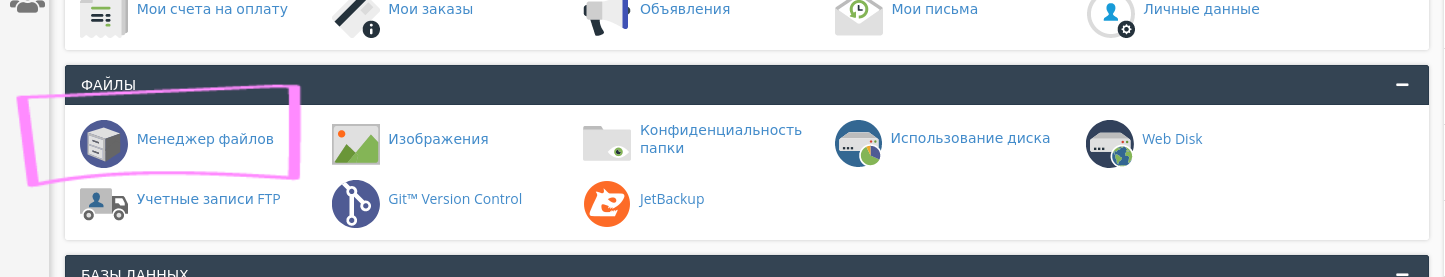 Мои счета на оплату
Мои заказы
Объявления
Мои письма
Личные данные
ФАЙЛЫ
Менеджер файлов
Изображения
Конфиденциальность
папки
Использование диска
Web Disk
Учетные записи FTP
Git™ Version Control
JetBackup
БАЗЫ ДАННЫХ